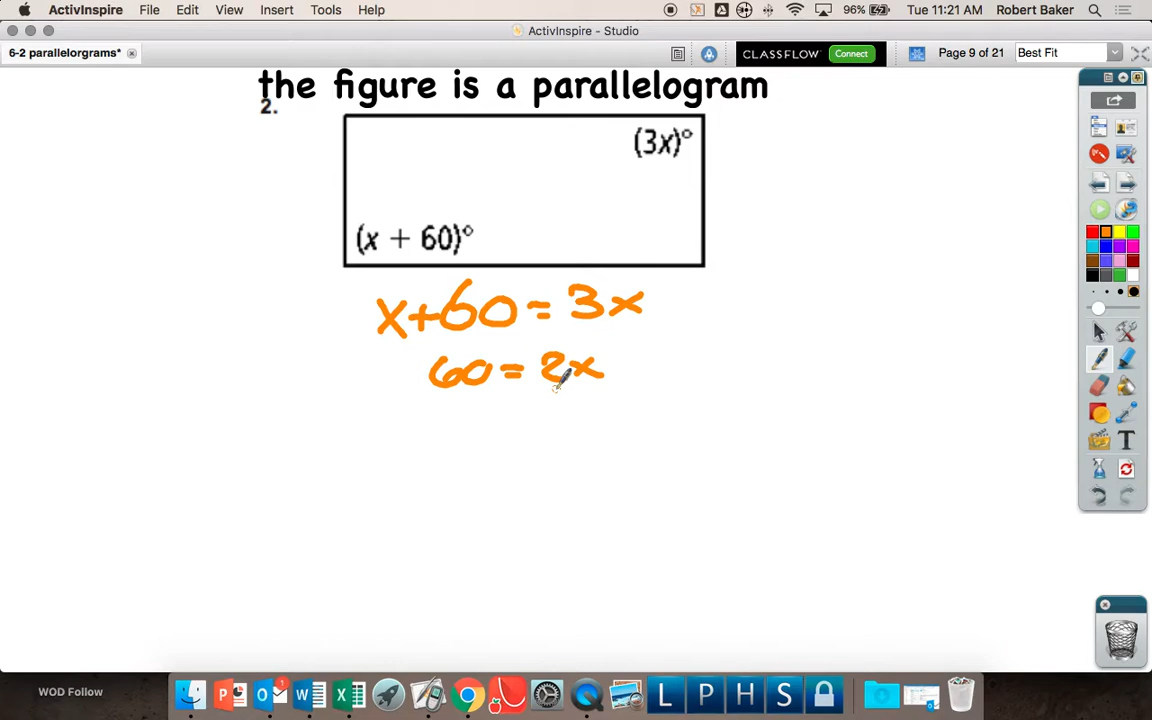 ActivInspire File Edit View Insert Tools Help 96% Tue 11:21 AM Robert Baker
ActivInspire - Studio
6-2 parallelorgrams* CLASSFLOW Connect Page 9 of 21 Best Fit
the figure is a parallelogram
2.
(3x)°
(x + 60)°
x+60=3x
60=2x
T
1 W X L P H S
WOD Follow